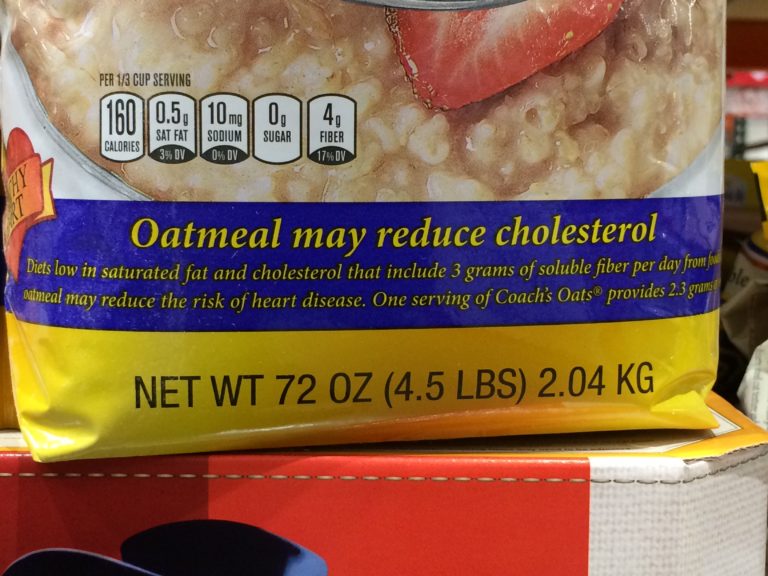 PER 1/3 CUP SERVING
160 0.5g 10mg 0g 4g
CALORIES SAT FAT SODIUM SUGAR FIBER
3% DV 0% DV 17% DV
Oatmeal may reduce cholesterol
Diets low in saturated fat and cholesterol that include 3 grams of soluble fiber per day from
oatmeal may reduce the risk of heart disease. One serving of Coach's Oats® provides 2.3 grams
NET WT 72 OZ (4.5 LBS) 2.04 KG